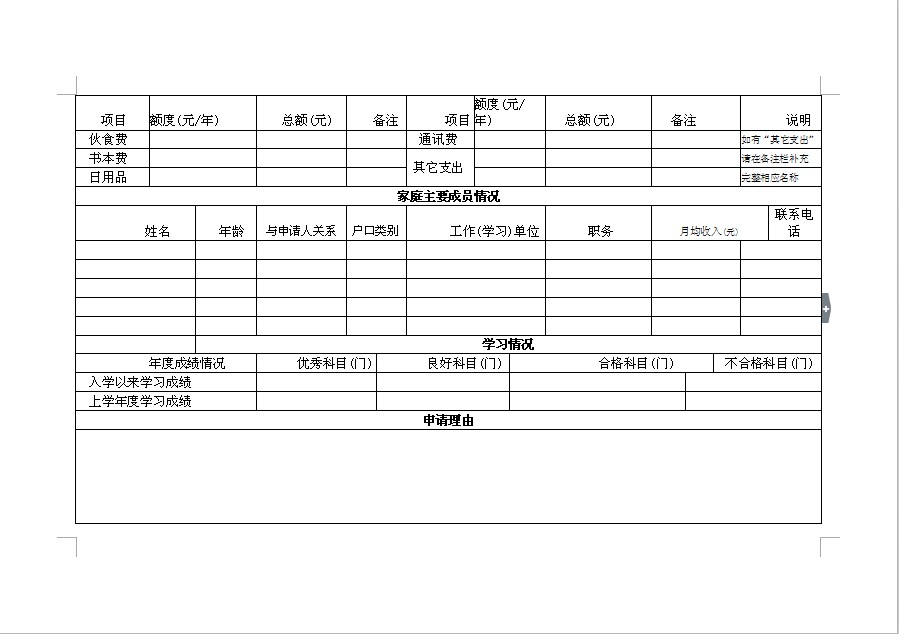 项目 额度(元/年) 总额(元) 备注 项目 额度(元/年) 总额(元) 备注 说明
伙食费 通讯费 如有“其它支出”
书本费 其它支出 请在备注栏补充
日用品 完整相应名称
家庭主要成员情况
姓名 年龄 与申请人关系 户口类别 工作(学习)单位 职务 月均收入(元) 联系电话
学习情况
年度成绩情况 优秀科目(门) 良好科目(门) 合格科目(门) 不合格科目(门)
入学以来学习成绩
上学年度学习成绩
申请理由